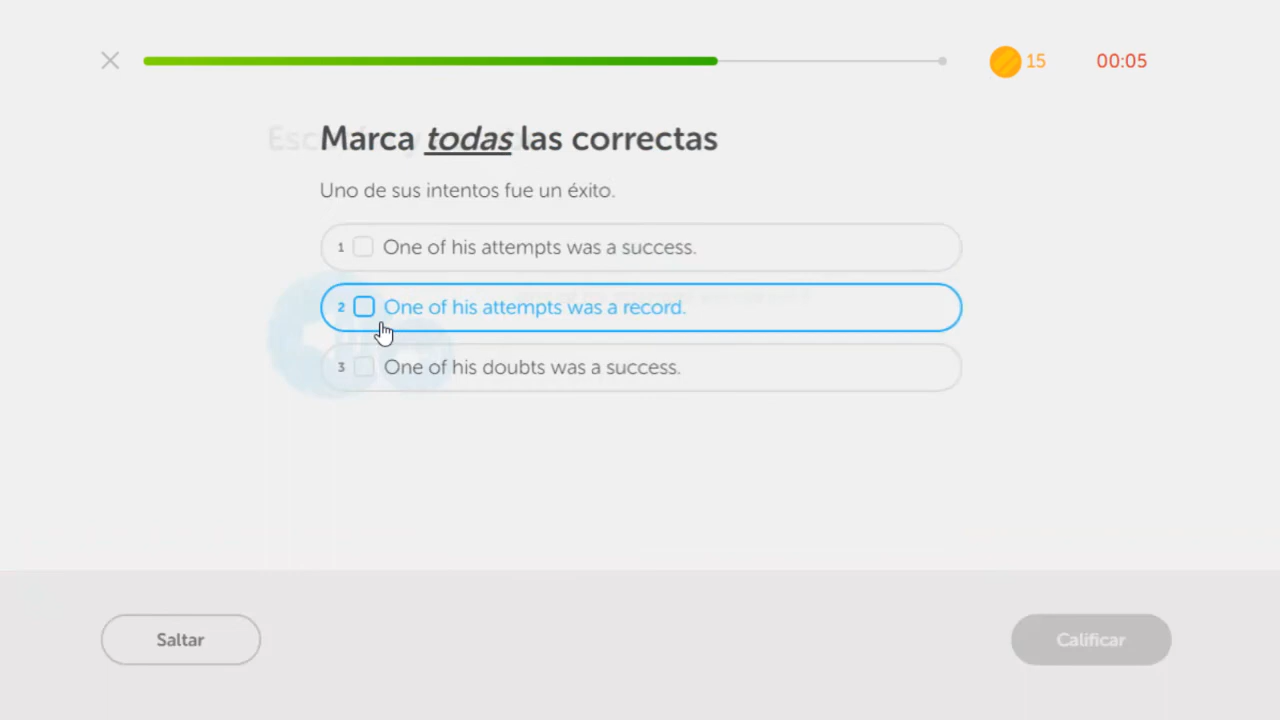 15
00:05
Marca todas las correctas
Uno de sus intentos fue un éxito.
1 One of his attempts was a success.
2 One of his attempts was a record.
3 One of his doubts was a success.
Saltar
Calificar